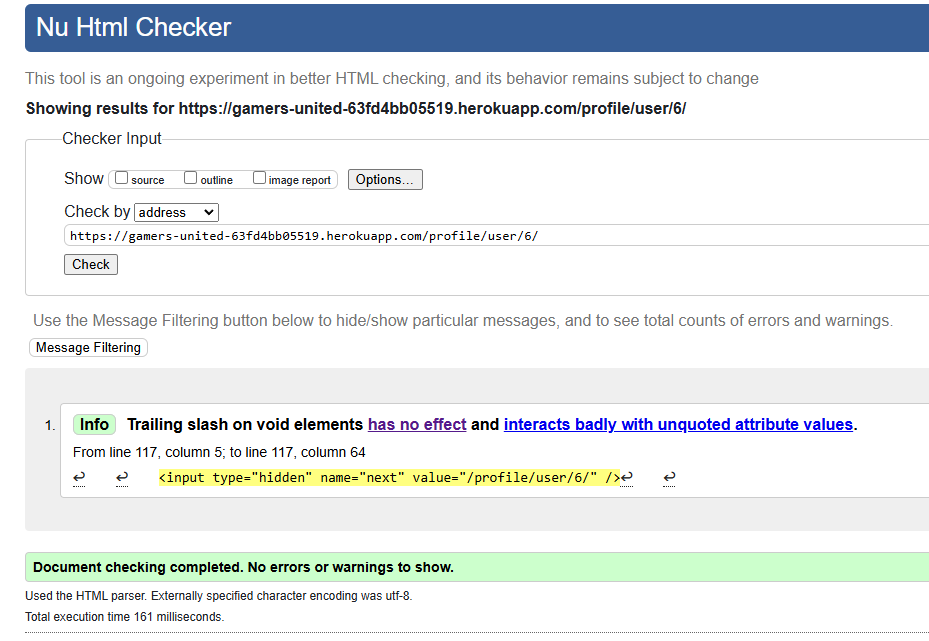 Nu Html Checker
This tool is an ongoing experiment in better HTML checking, and its behavior remains subject to change
Showing results for https://gamers-united-63fd4bb05519.herokuapp.com/profile/user/6/
Checker Input
Show source outline image report Options...
Check by address
https://gamers-united-63fd4bb05519.herokuapp.com/profile/user/6/
Check
Use the Message Filtering button below to hide/show particular messages, and to see total counts of errors and warnings.
Message Filtering
1. Info Trailing slash on void elements has no effect and interacts badly with unquoted attribute values.
From line 117, column 5; to line 117, column 64
↩ ↩ <input type="hidden" name="next" value="/profile/user/6/" />↩ ↩
Document checking completed. No errors or warnings to show.
Used the HTML parser. Externally specified character encoding was utf-8.
Total execution time 161 milliseconds.